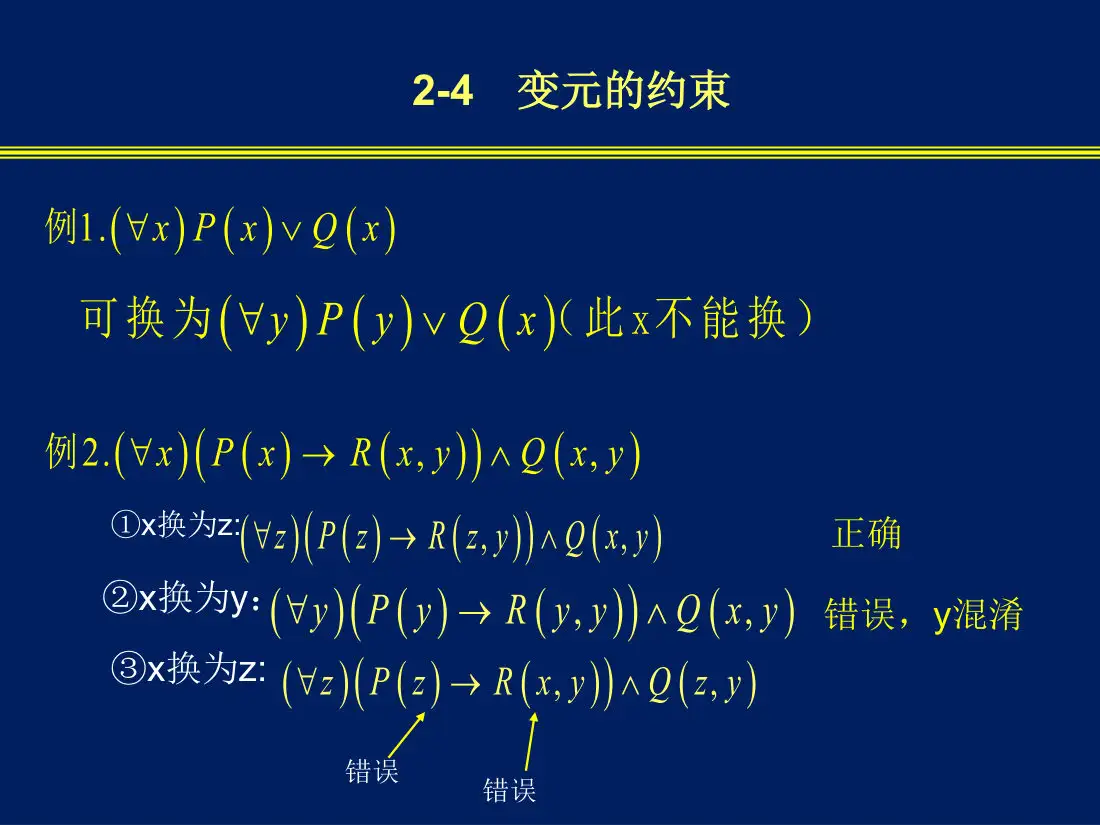 2-4 变元的约束
例1.(∀x)P(x)∨Q(x)
可换为(∀y)P(y)∨Q(x)(此x不能换)
例2.(∀x)(P(x)→R(x,y))∧Q(x,y)
①x换为z:(∀z)(P(z)→R(z,y))∧Q(x,y) 正确
②x换为y:(∀y)(P(y)→R(y,y))∧Q(x,y) 错误，y混淆
③x换为z:(∀z)(P(z)→R(x,y))∧Q(z,y)
错误
错误